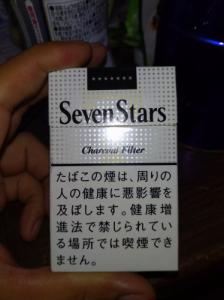 SevenStars
Charcoal Filter
たばこの煙は、周りの
人の健康に悪影響を
及ぼします。健康増
進法で禁じられてい
る場所では喫煙でき
ません。